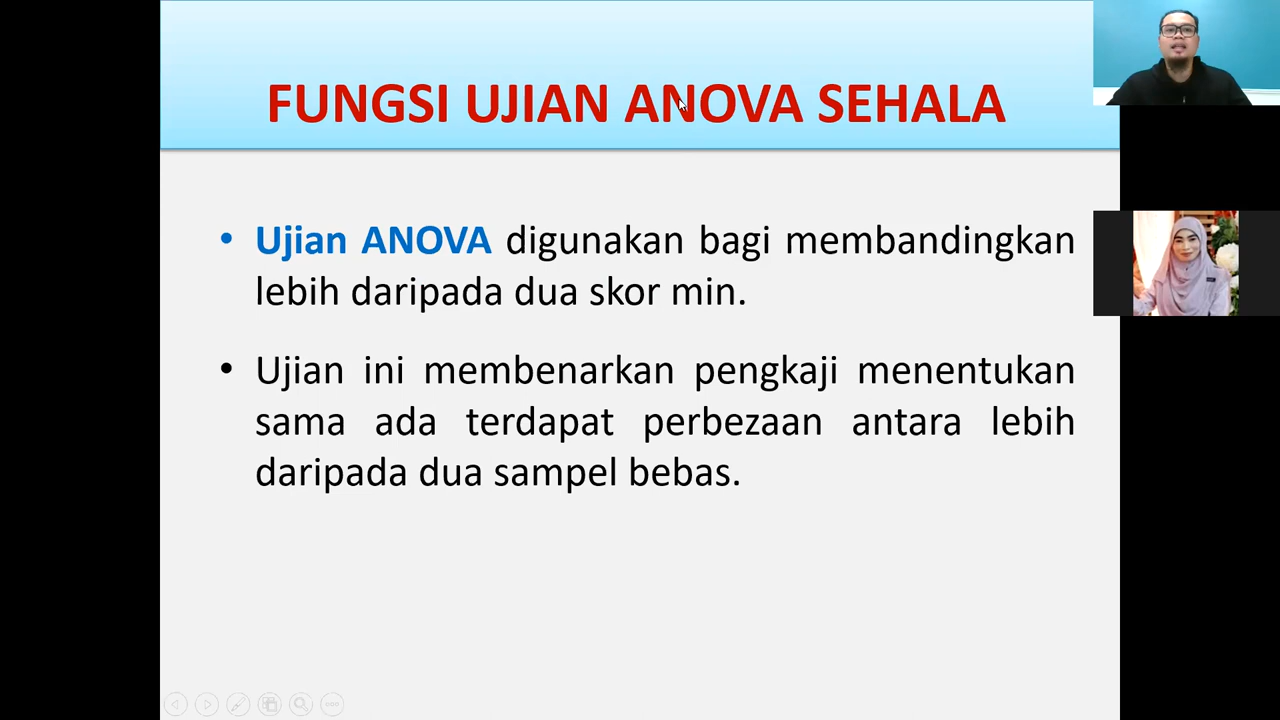 FUNGSI UJIAN ANOVA SEHALA
• Ujian ANOVA digunakan bagi membandingkan
lebih daripada dua skor min.
• Ujian ini membenarkan pengkaji menentukan
sama ada terdapat perbezaan antara lebih
daripada dua sampel bebas.